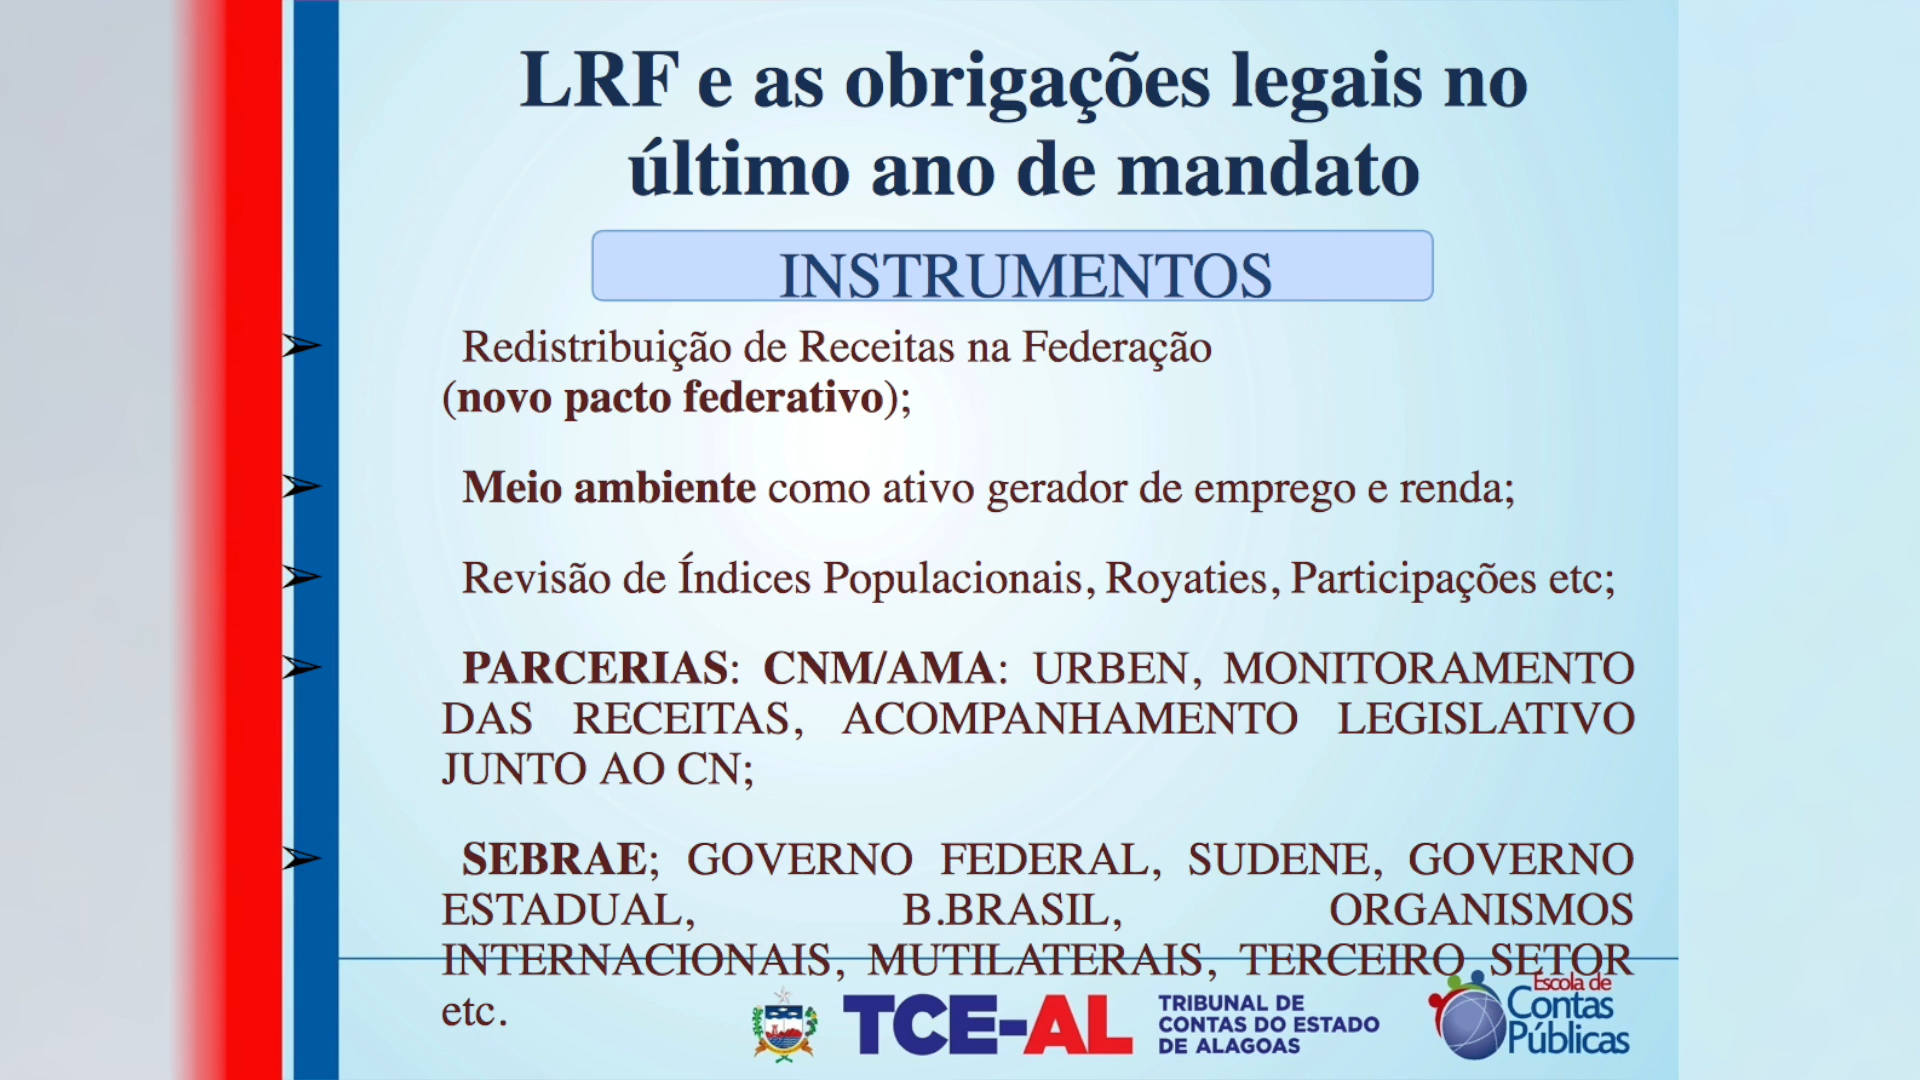 LRF e as obrigações legais no
último ano de mandato
INSTRUMENTOS
➢ Redistribuição de Receitas na Federação
(novo pacto federativo);
➢ Meio ambiente como ativo gerador de emprego e renda;
➢ Revisão de Índices Populacionais, Royaties, Participações etc;
➢ PARCERIAS: CNM/AMA: URBEN, MONITORAMENTO
DAS RECEITAS, ACOMPANHAMENTO LEGISLATIVO
JUNTO AO CN;
➢ SEBRAE; GOVERNO FEDERAL, SUDENE, GOVERNO
ESTADUAL, B.BRASIL, ORGANISMOS
INTERNACIONAIS, MUTILATERAIS, TERCEIRO SETOR
etc.
TCE-AL
TRIBUNAL DE
CONTAS DO ESTADO
DE ALAGOAS
Escola de
Contas
Públicas